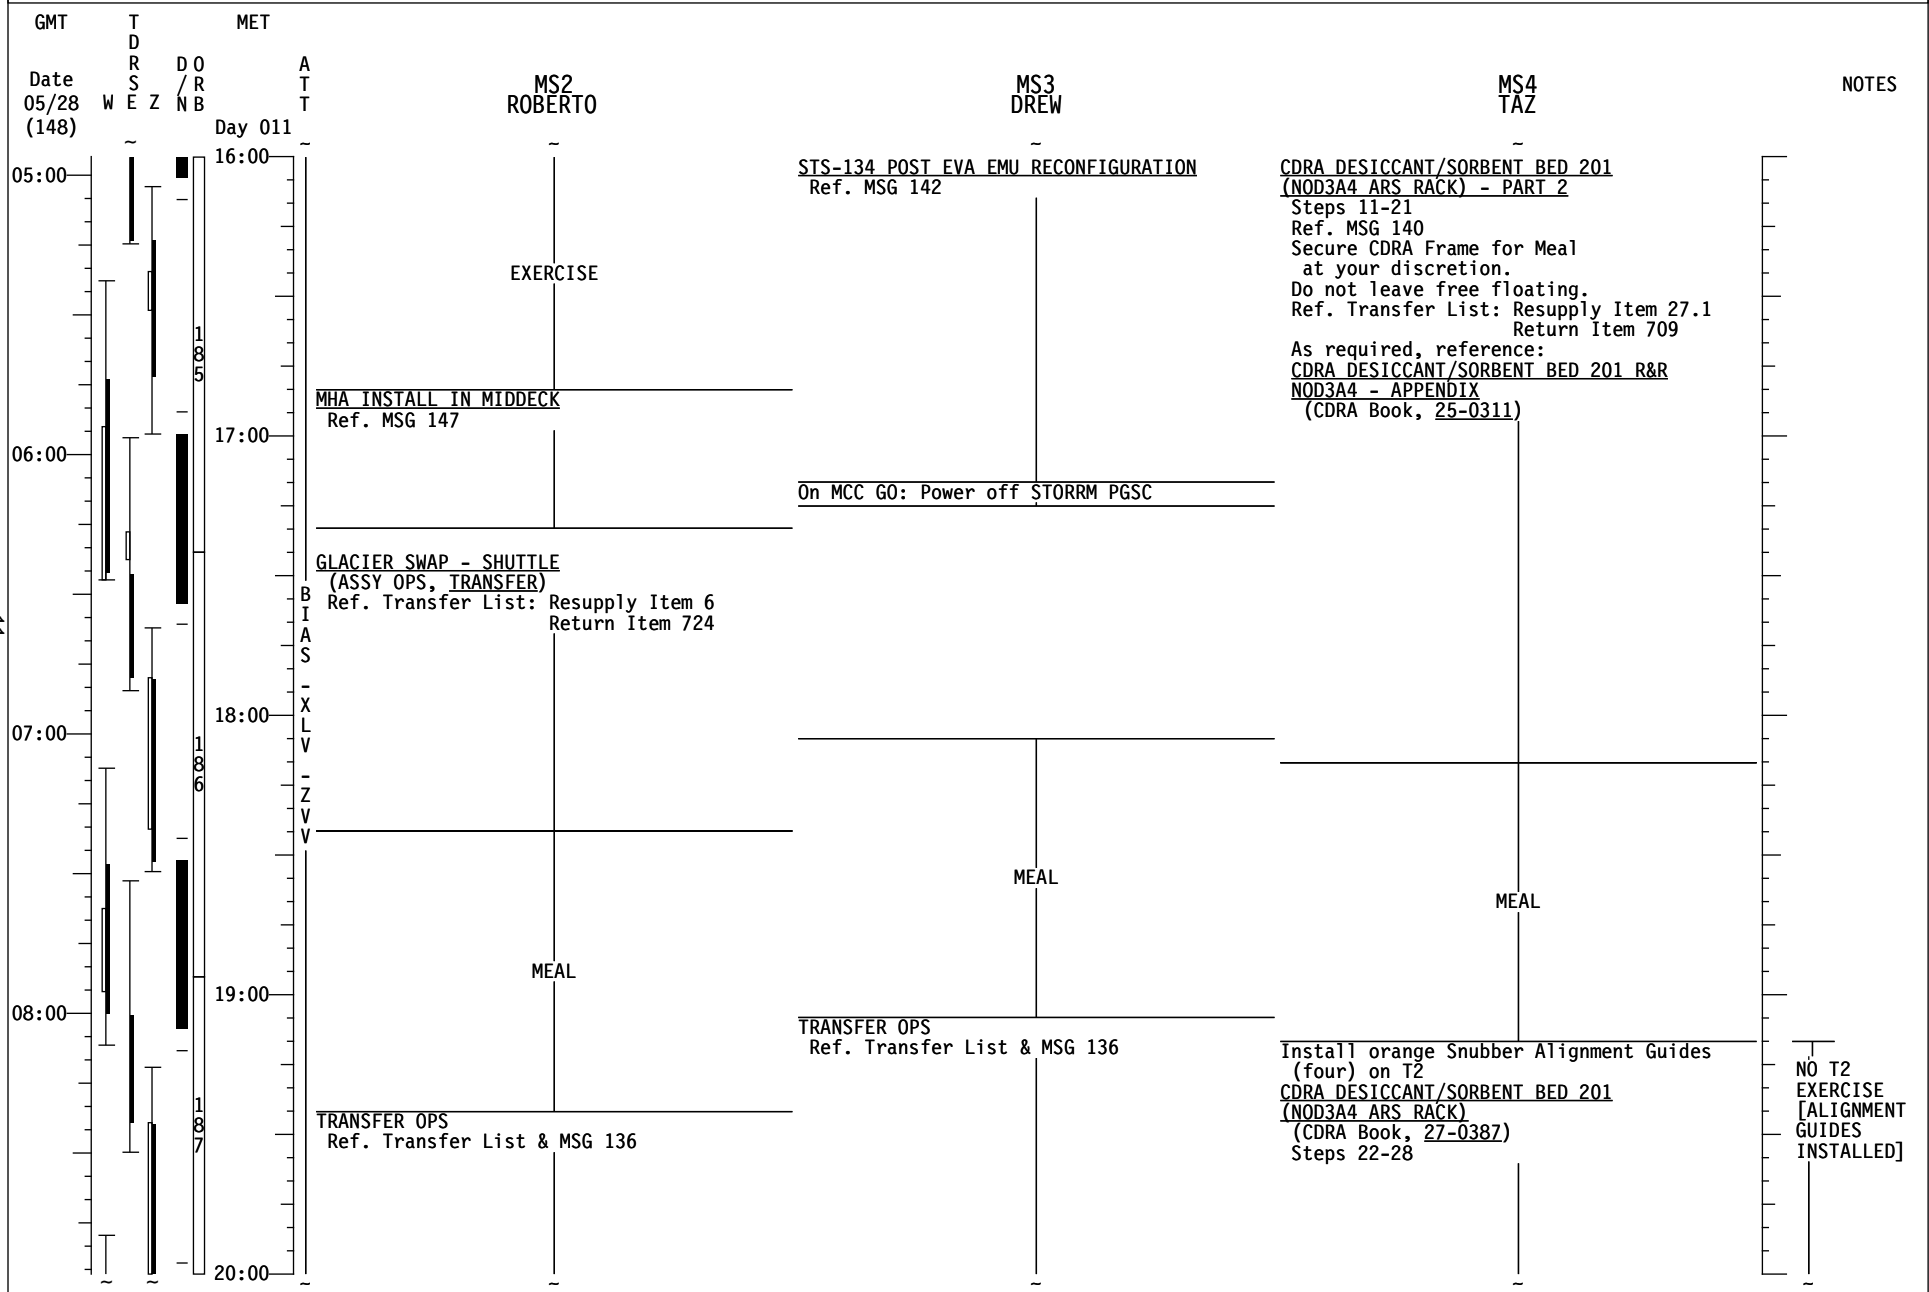 GMT
TDRS
MET
Date
05/28
(148)
W E Z
D/N
ORB
Day 011
ATT
MS2
ROBERTO
MS3
DREW
MS4
TAZ
NOTES
05:00
06:00
07:00
08:00
185
186
187
16:00
17:00
18:00
19:00
20:00
BIAS -XLV -ZVV
EXERCISE
MHA INSTALL IN MIDDECK
Ref. MSG 147
GLACIER SWAP - SHUTTLE
(ASSY OPS, TRANSFER)
Ref. Transfer List: Resupply Item 6
Return Item 724
MEAL
TRANSFER OPS
Ref. Transfer List & MSG 136
STS-134 POST EVA EMU RECONFIGURATION
Ref. MSG 142
On MCC GO: Power off STORRM PGSC
MEAL
TRANSFER OPS
Ref. Transfer List & MSG 136
CDRA DESICCANT/SORBENT BED 201
(NOD3A4 ARS RACK) - PART 2
Steps 11-21
Ref. MSG 140
Secure CDRA Frame for Meal
at your discretion.
Do not leave free floating.
Ref. Transfer List: Resupply Item 27.1
Return Item 709
As required, reference:
CDRA DESICCANT/SORBENT BED 201 R&R
NOD3A4 - APPENDIX
(CDRA Book, 25-0311)
MEAL
Install orange Snubber Alignment Guides
(four) on T2
CDRA DESICCANT/SORBENT BED 201
(NOD3A4 ARS RACK)
(CDRA Book, 27-0387)
Steps 22-28
NO T2
EXERCISE
[ALIGNMENT
GUIDES
INSTALLED]